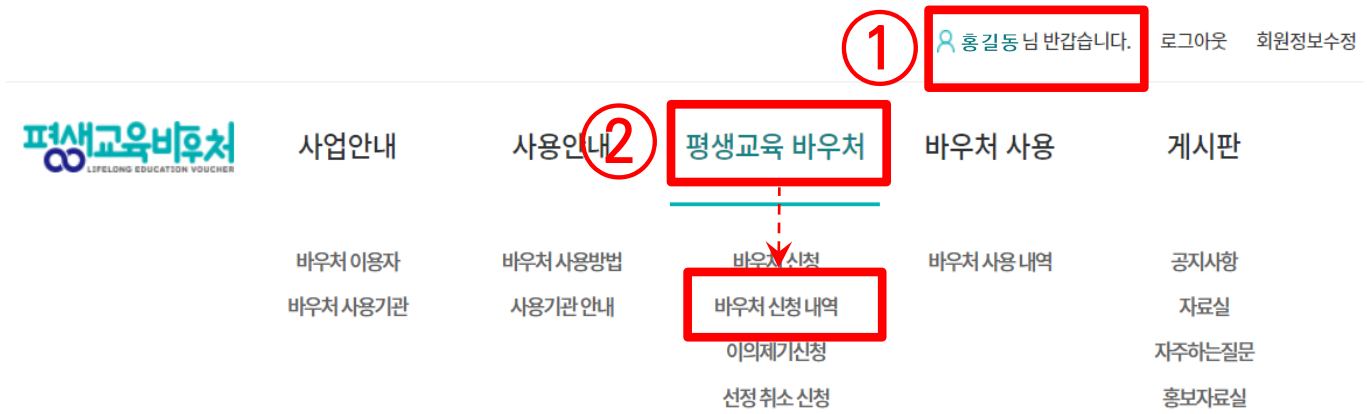 ① 홍길동 님 반갑습니다. 로그아웃 회원정보수정
평생교육바우처 사업안내 사용안내 ② 평생교육 바우처 바우처 사용 게시판
LIFELONG EDUCATION VOUCHER
바우처 이용자 바우처 사용방법 바우처 신청 바우처 사용 내역 공지사항
바우처 사용기관 사용기관 안내 바우처 신청 내역 자료실
이의제기신청 자주하는질문
선정 취소 신청 홍보자료실